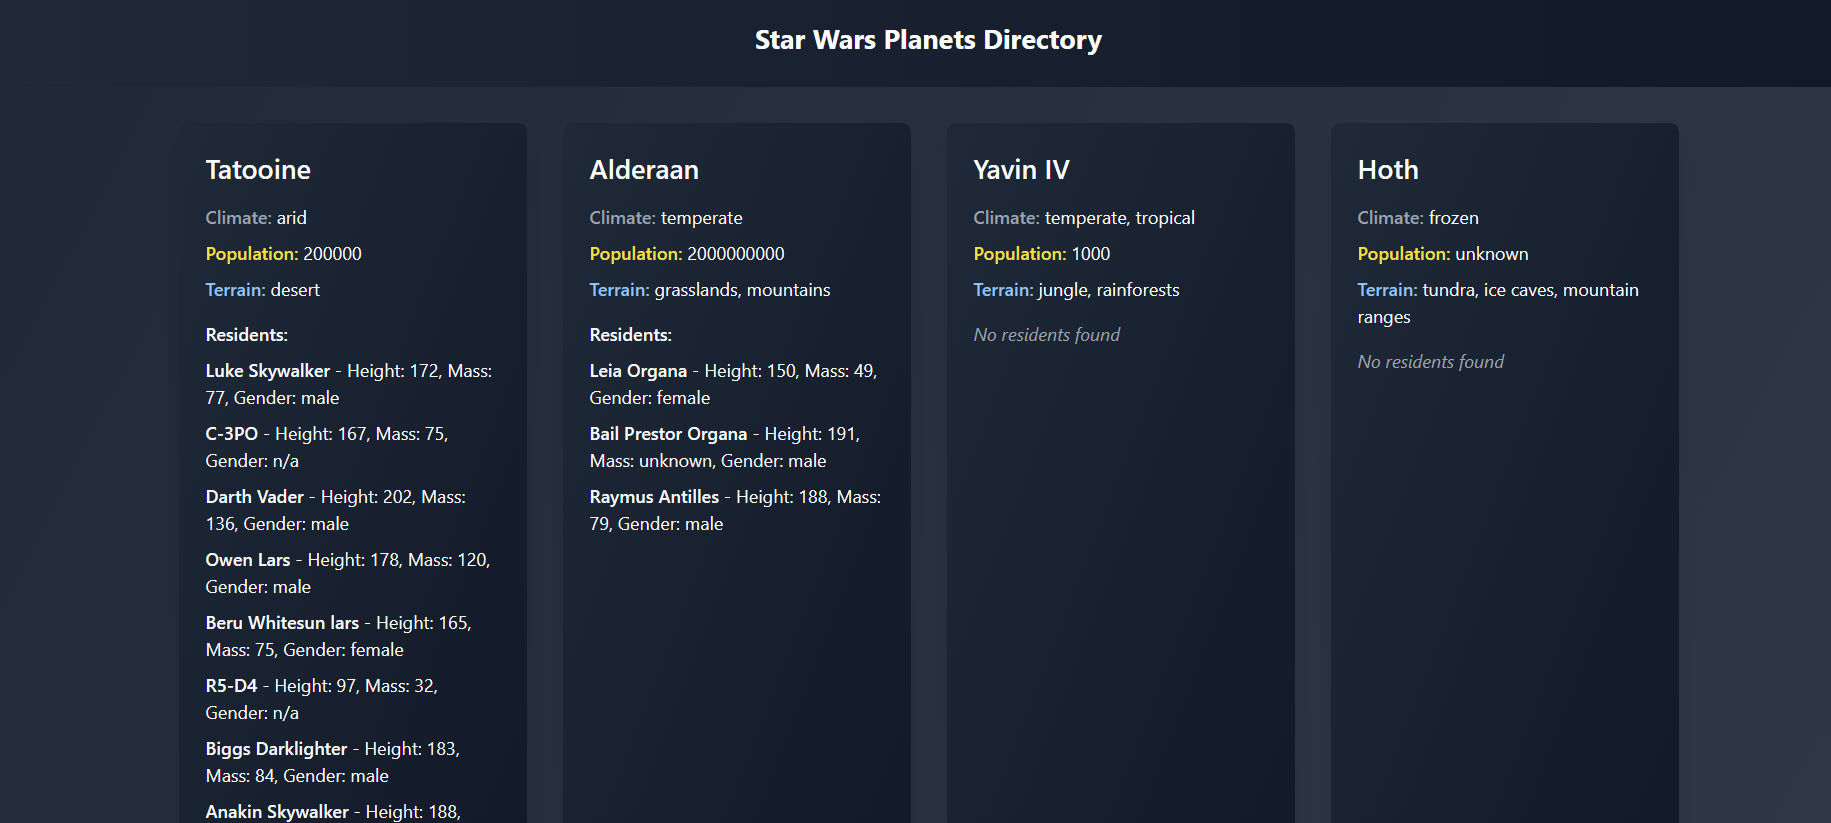 Star Wars Planets Directory
Tatooine
Climate: arid
Population: 200000
Terrain: desert
Residents:
Luke Skywalker - Height: 172, Mass:
77, Gender: male
C-3PO - Height: 167, Mass: 75,
Gender: n/a
Darth Vader - Height: 202, Mass:
136, Gender: male
Owen Lars - Height: 178, Mass: 120,
Gender: male
Beru Whitesun lars - Height: 165,
Mass: 75, Gender: female
R5-D4 - Height: 97, Mass: 32,
Gender: n/a
Biggs Darklighter - Height: 183,
Mass: 84, Gender: male
Anakin Skywalker - Height: 188,
Alderaan
Climate: temperate
Population: 2000000000
Terrain: grasslands, mountains
Residents:
Leia Organa - Height: 150, Mass: 49,
Gender: female
Bail Prestor Organa - Height: 191,
Mass: unknown, Gender: male
Raymus Antilles - Height: 188, Mass:
79, Gender: male
Yavin IV
Climate: temperate, tropical
Population: 1000
Terrain: jungle, rainforests
No residents found
Hoth
Climate: frozen
Population: unknown
Terrain: tundra, ice caves, mountain
ranges
No residents found